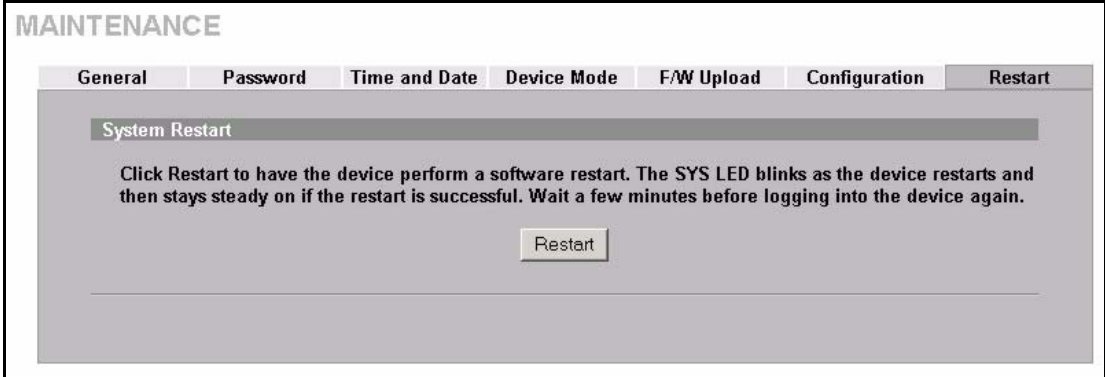 MAINTENANCE
General Password Time and Date Device Mode F/W Upload Configuration Restart
System Restart
Click Restart to have the device perform a software restart. The SYS LED blinks as the device restarts and
then stays steady on if the restart is successful. Wait a few minutes before logging into the device again.
Restart